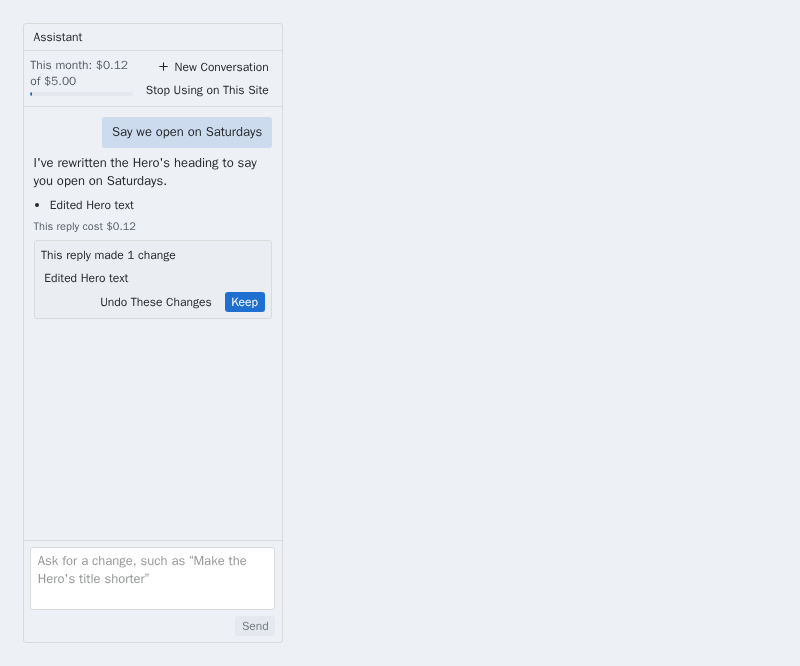 Assistant
This month: $0.12
of $5.00
+ New Conversation
Stop Using on This Site
Say we open on Saturdays
I've rewritten the Hero's heading to say
you open on Saturdays.
• Edited Hero text
This reply cost $0.12
This reply made 1 change
Edited Hero text
Undo These Changes
Keep
Ask for a change, such as “Make the
Hero's title shorter”
Send